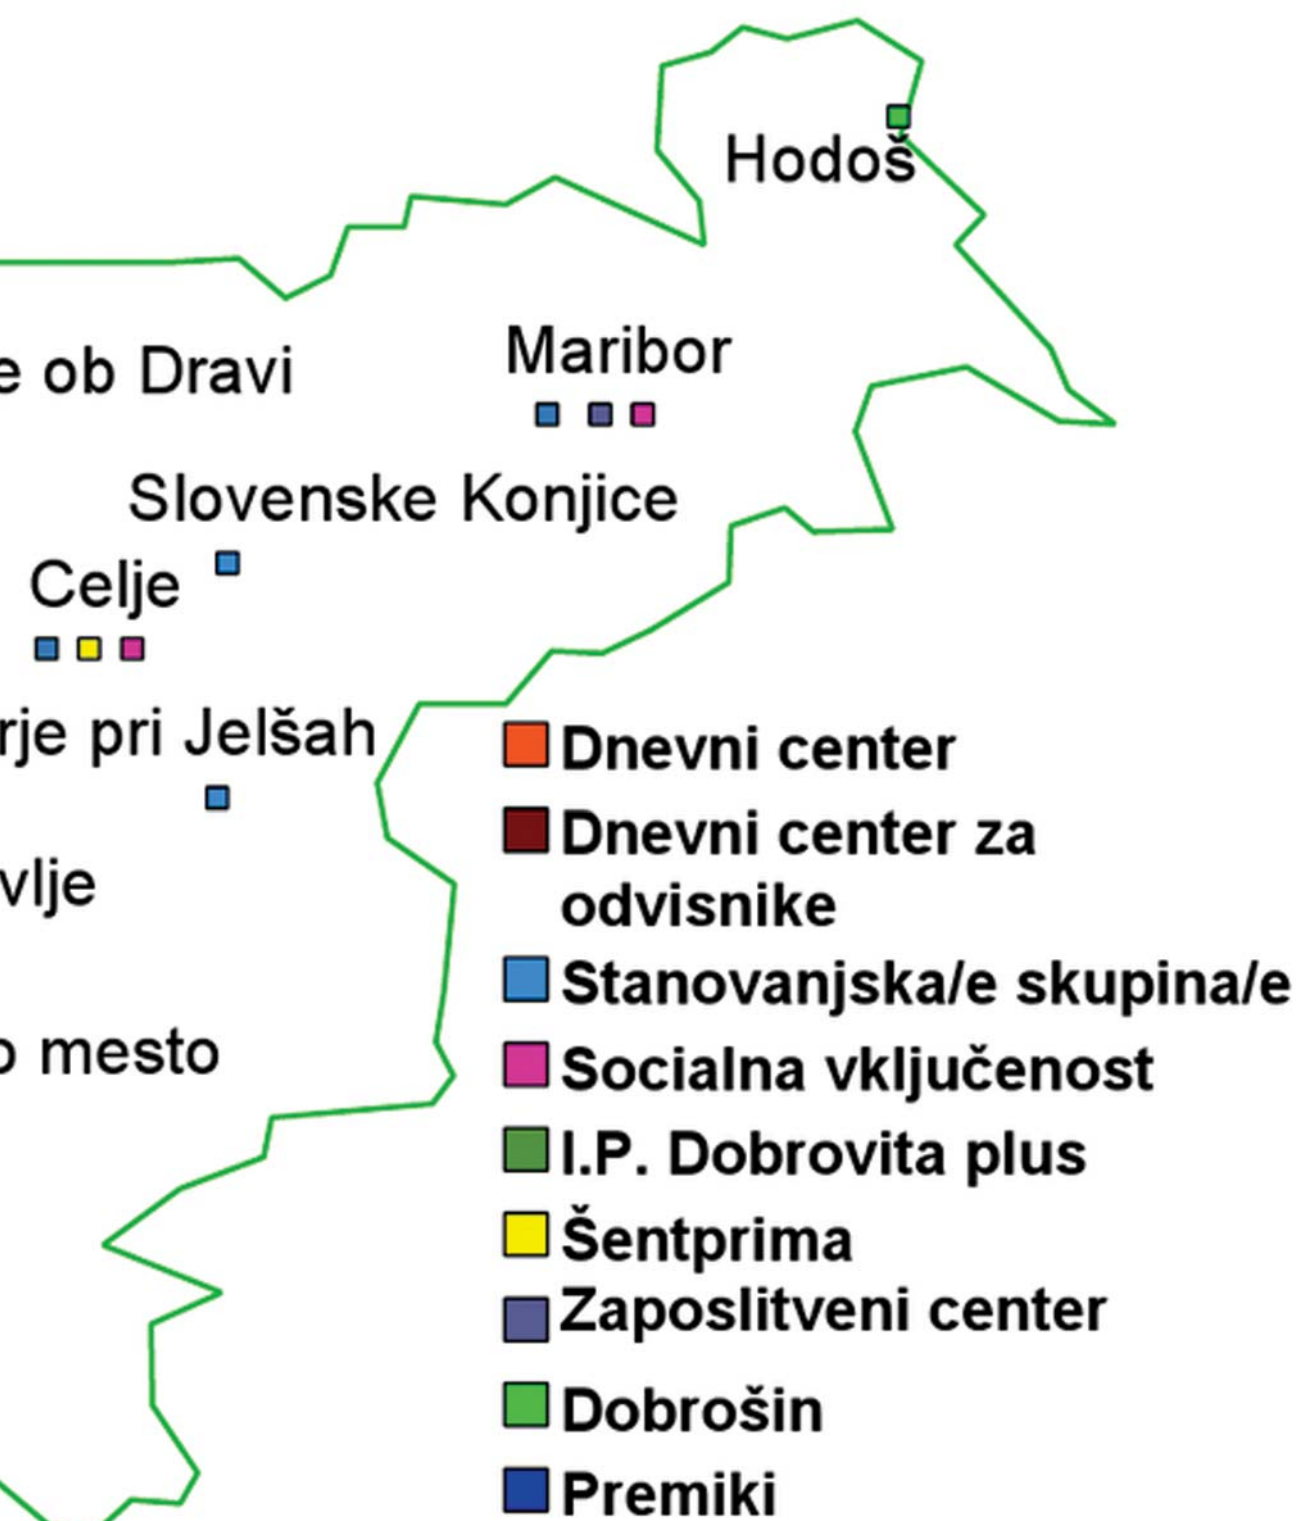 Hodoš
Maribor
e ob Dravi
Slovenske Konjice
Celje
rje pri Jelšah
vlje
o mesto
Dnevni center
Dnevni center za
odvisnike
Stanovanjska/e skupina/e
Socialna vključenost
I.P. Dobrovita plus
Šentprima
Zaposlitveni center
Dobrošin
Premiki